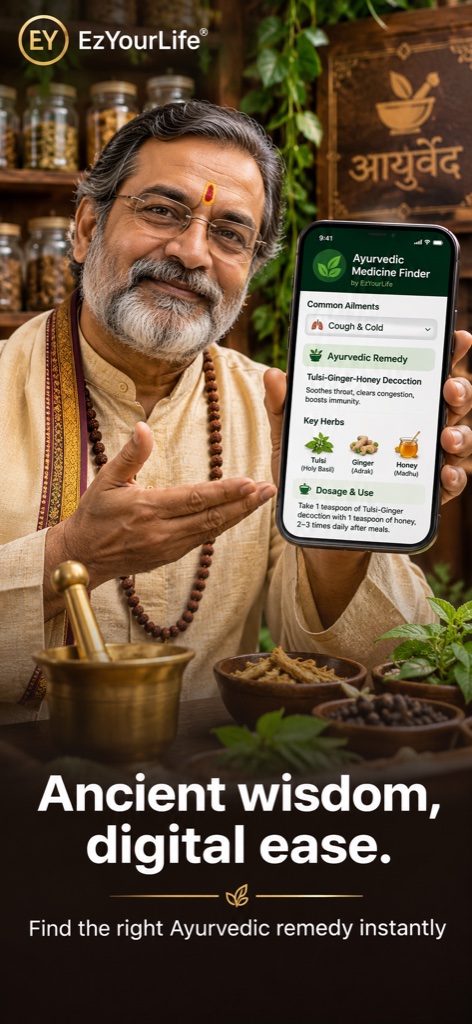 EY EzYourLife®
आयुर्वेद
9:41
Ayurvedic
Medicine Finder
by EzYourLife
Common Ailments
Cough & Cold
Ayurvedic Remedy
Tulsi-Ginger-Honey Decoction
Soothes throat, clears congestion,
boosts immunity.
Key Herbs
Tulsi
(Holy Basil)
Ginger
(Adrak)
Honey
(Madhu)
Dosage & Use
Take 1 teaspoon of Tulsi-Ginger
decoction with 1 teaspoon of honey,
2–3 times daily after meals.
Ancient wisdom,
digital ease.
Find the right Ayurvedic remedy instantly